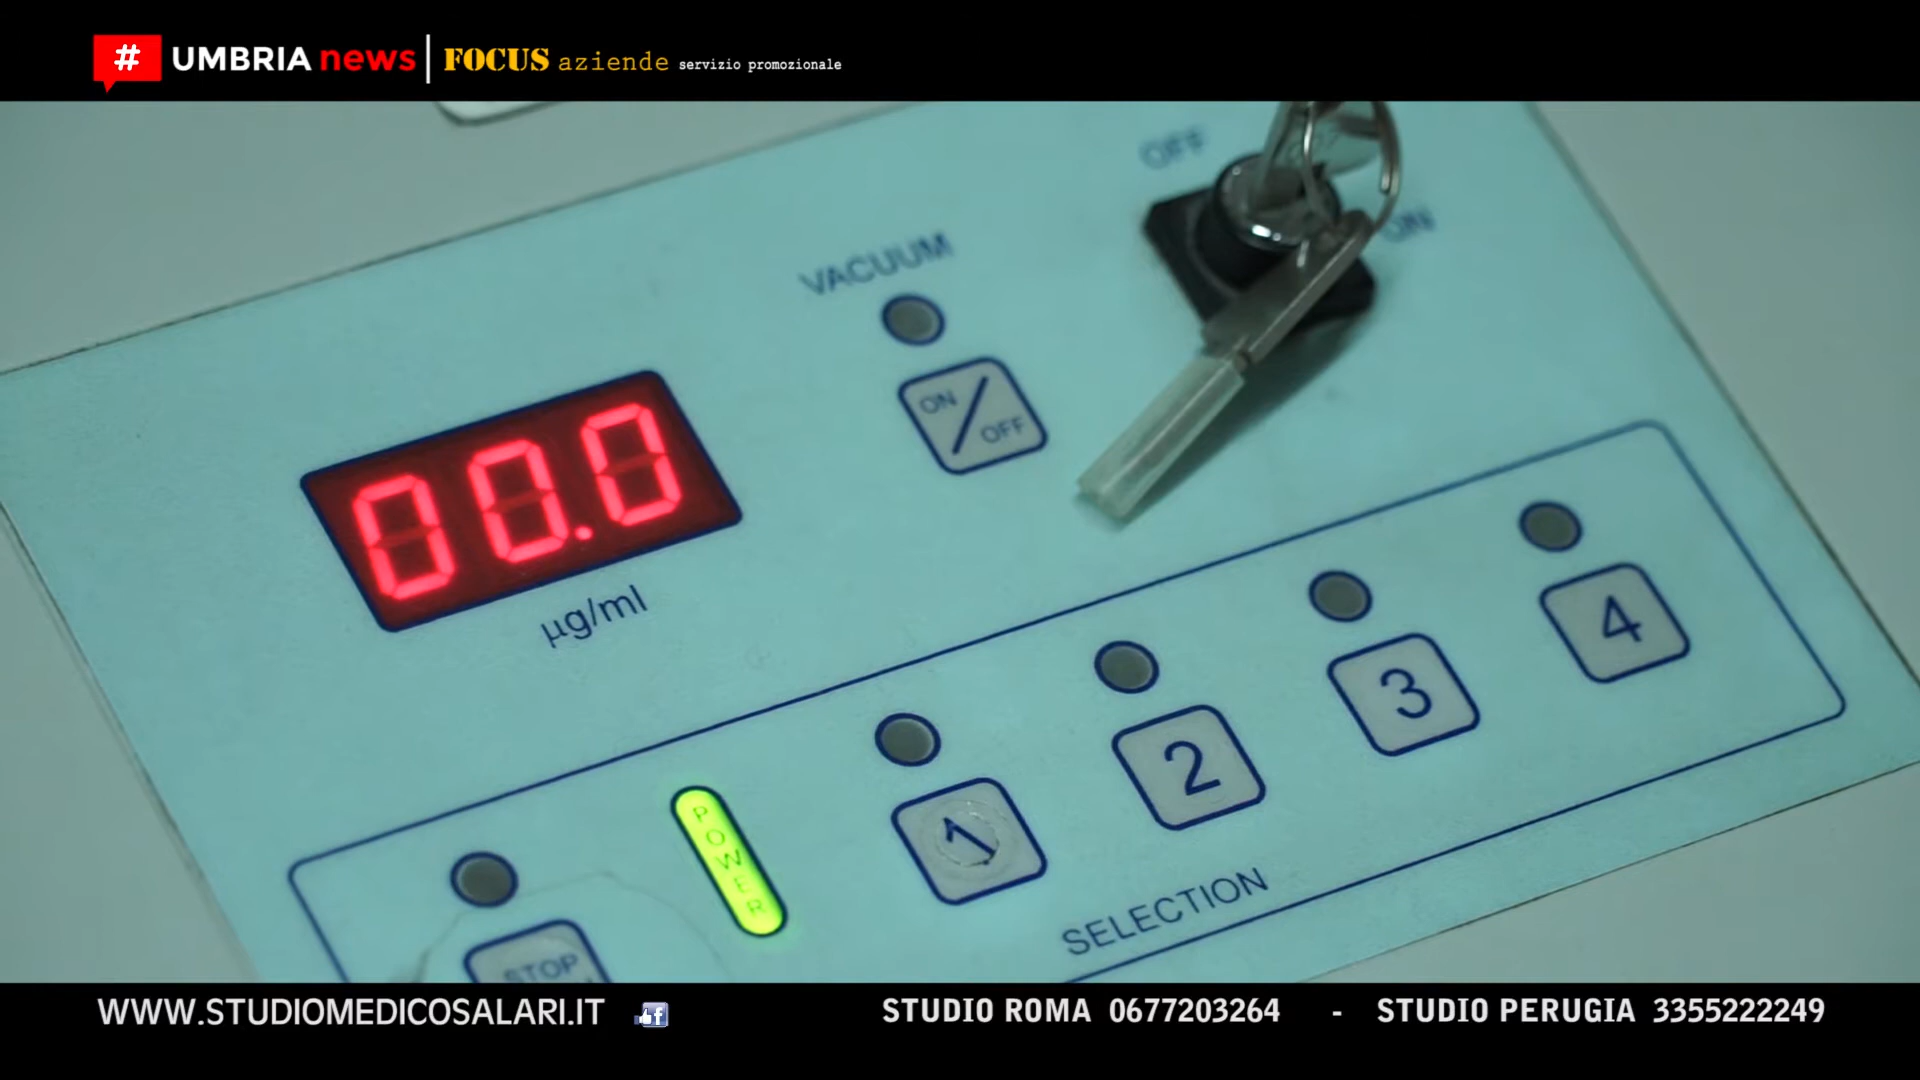 # UMBRIA news FOCUS aziende servizio promozionale
OFF
ON
VACUUM
ON/OFF
00.0
µg/ml
4
3
2
1
POWER
STOP
SELECTION
WWW.STUDIOMEDICOSALARI.IT f STUDIO ROMA 0677203264 - STUDIO PERUGIA 3355222249